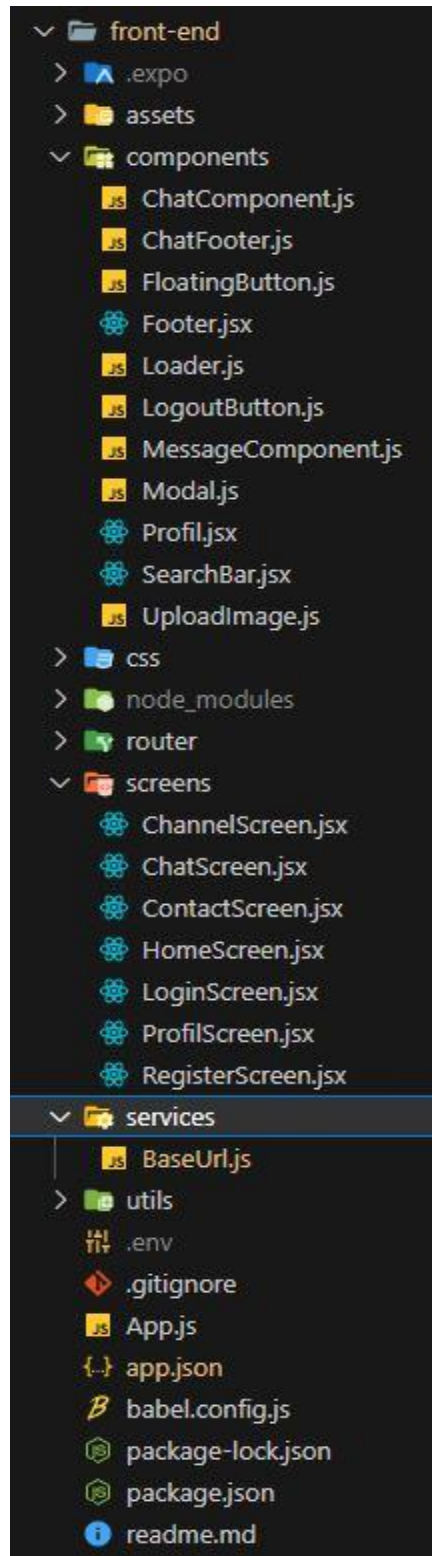 front-end
.expo
assets
components
ChatComponent.js
ChatFooter.js
FloatingButton.js
Footer.jsx
Loader.js
LogoutButton.js
MessageComponent.js
Modal.js
Profil.jsx
SearchBar.jsx
UploadImage.js
css
node_modules
router
screens
ChannelScreen.jsx
ChatScreen.jsx
ContactScreen.jsx
HomeScreen.jsx
LoginScreen.jsx
ProfilScreen.jsx
RegisterScreen.jsx
services
BaseUrl.js
utils
.env
.gitignore
App.js
app.json
babel.config.js
package-lock.json
package.json
readme.md